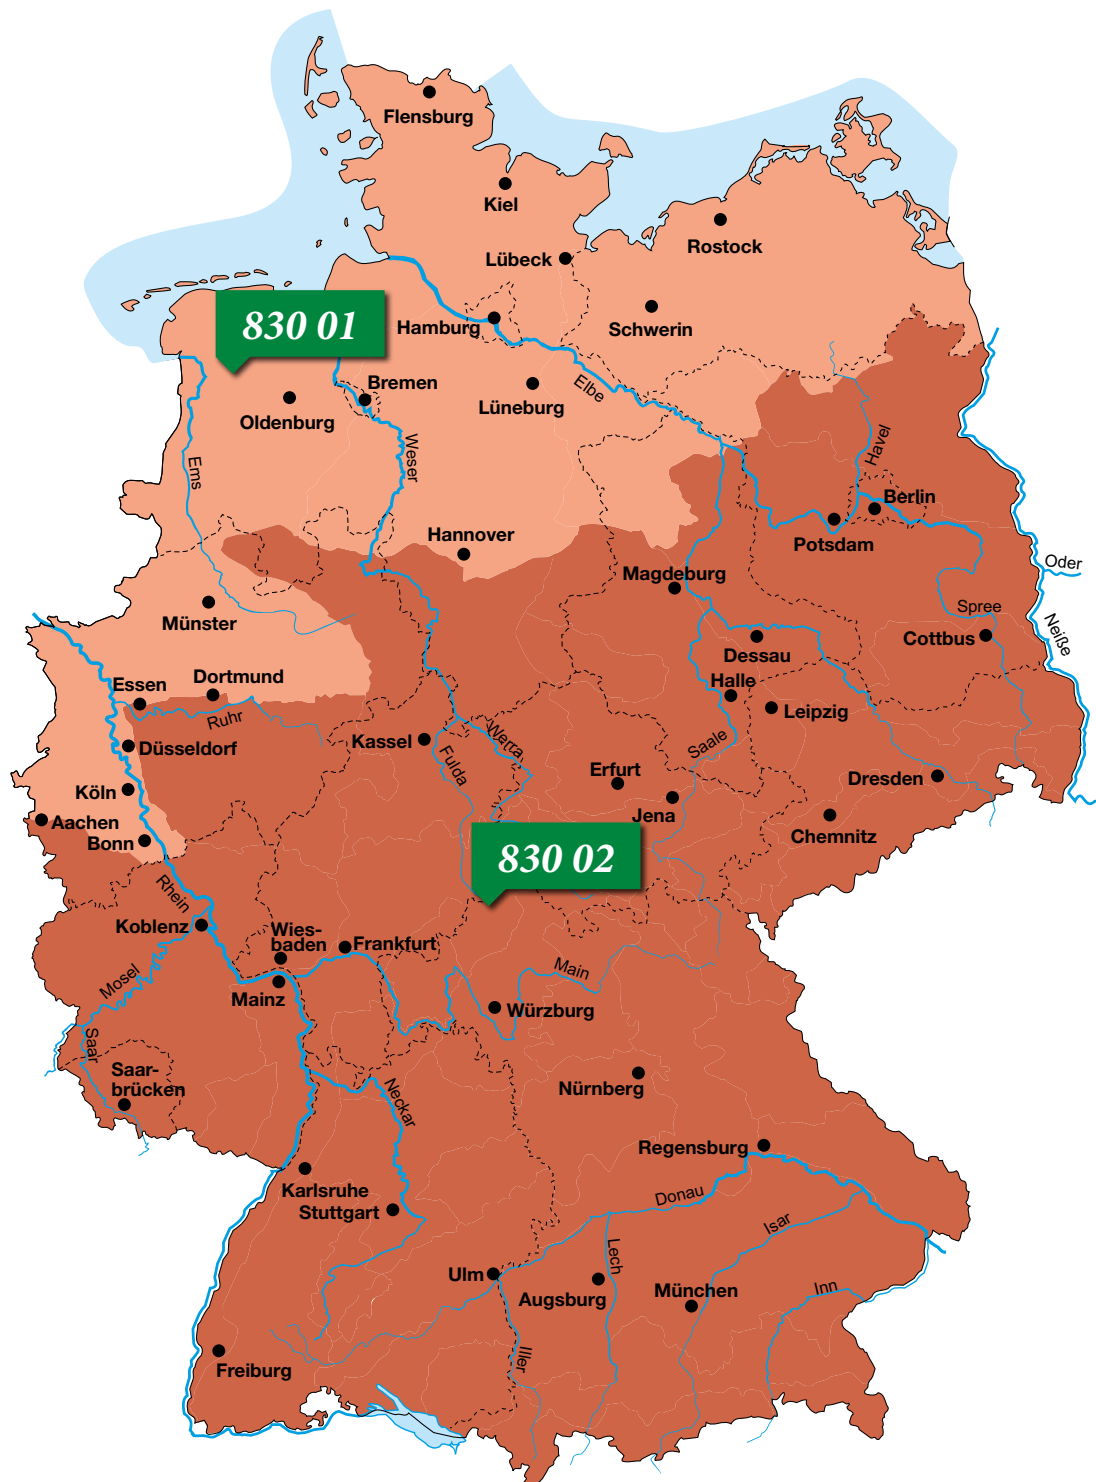 Flensburg
Kiel
Rostock
Lübeck
830 01
Hamburg
Schwerin
Bremen
Elbe
Lüneburg
Oldenburg
Weser
Havel
Ems
Berlin
Hannover
Potsdam
Oder
Magdeburg
Spree
Münster
Neiße
Cottbus
Dessau
Dortmund
Halle
Essen
Leipzig
Ruhr
Düsseldorf
Kassel
Werra
Saale
Fulda
Erfurt
Dresden
Köln
Jena
Aachen
Chemnitz
Bonn
830 02
Rhein
Koblenz
Wies-
baden
Frankfurt
Main
Mosel
Mainz
Würzburg
Saar
Saar-
brücken
Nürnberg
Neckar
Regensburg
Karlsruhe
Donau
Stuttgart
Isar
Lech
Ulm
Augsburg
München
Inn
Iller
Freiburg